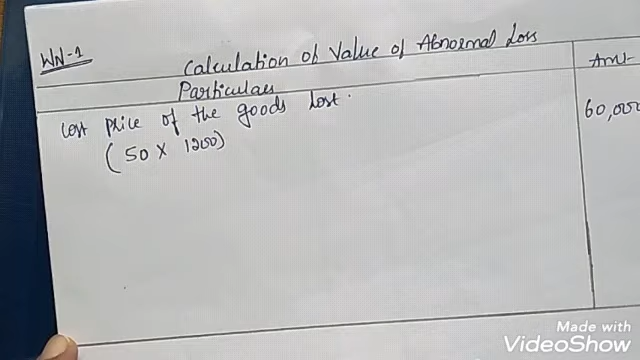 WN-1
Calculation of Value of Abnormal Loss
Particulars
Amt
Cost price of the goods Lost.
60,000
(50 X 1200)
Made with
VideoShow